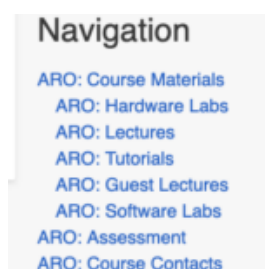 Navigation
ARO: Course Materials
ARO: Hardware Labs
ARO: Lectures
ARO: Tutorials
ARO: Guest Lectures
ARO: Software Labs
ARO: Assessment
ARO: Course Contacts